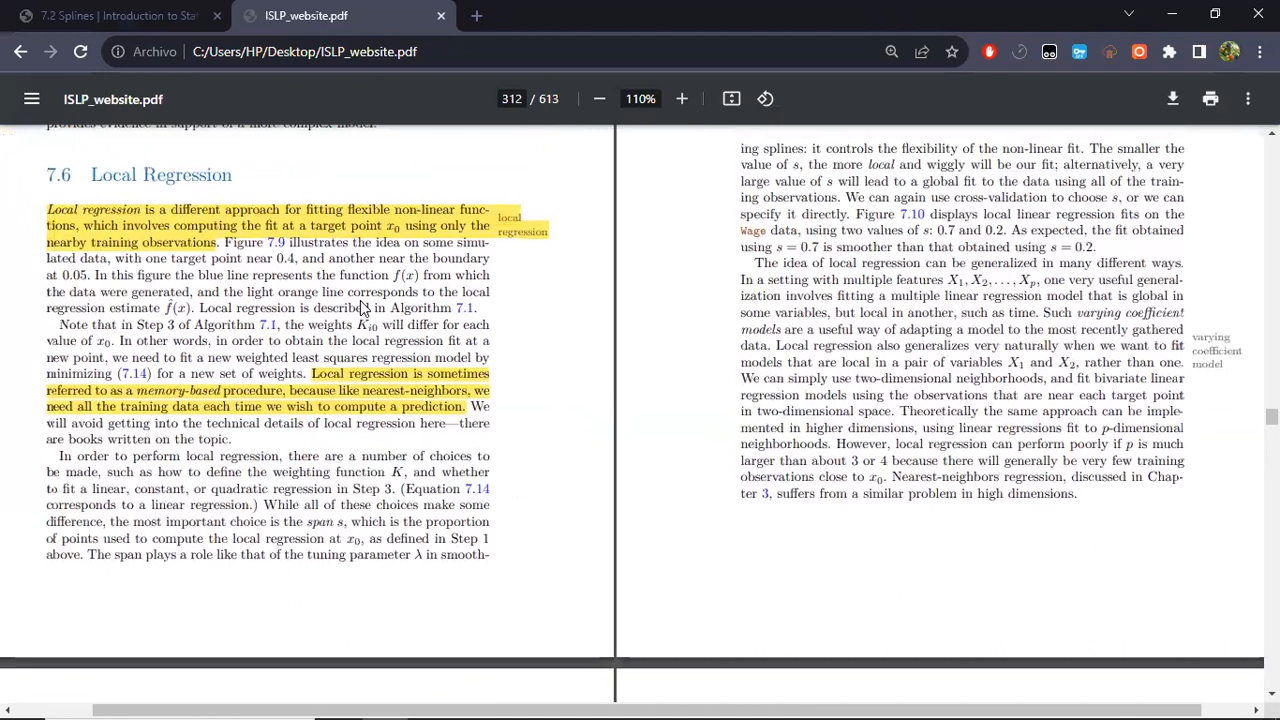 7.2 Splines | Introduction to Stat
ISLP_website.pdf
Archivo
C:/Users/HP/Desktop/ISLP_website.pdf
ISLP_website.pdf
312 / 613
110%
7.6 Local Regression
Local regression is a different approach for fitting flexible non-linear func-
tions, which involves computing the fit at a target point x0 using only the
nearby training observations. Figure 7.9 illustrates the idea on some simu-
lated data, with one target point near 0.4, and another near the boundary
at 0.05. In this figure the blue line represents the function f(x) from which
the data were generated, and the light orange line corresponds to the local
regression estimate f̂(x). Local regression is described in Algorithm 7.1.
Note that in Step 3 of Algorithm 7.1, the weights Ki0 will differ for each
value of x0. In other words, in order to obtain the local regression fit at a
new point, we need to fit a new weighted least squares regression model by
minimizing (7.14) for a new set of weights. Local regression is sometimes
referred to as a memory-based procedure, because like nearest-neighbors, we
need all the training data each time we wish to compute a prediction. We
will avoid getting into the technical details of local regression here—there
are books written on the topic.
In order to perform local regression, there are a number of choices to
be made, such as how to define the weighting function K, and whether
to fit a linear, constant, or quadratic regression in Step 3. (Equation 7.14
corresponds to a linear regression.) While all of these choices make some
difference, the most important choice is the span s, which is the proportion
of points used to compute the local regression at x0, as defined in Step 1
above. The span plays a role like that of the tuning parameter λ in smooth-
local
regression
ing splines: it controls the flexibility of the non-linear fit. The smaller the
value of s, the more local and wiggly will be our fit; alternatively, a very
large value of s will lead to a global fit to the data using all of the train-
ing observations. We can again use cross-validation to choose s, or we can
specify it directly. Figure 7.10 displays local linear regression fits on the
Wage data, using two values of s: 0.7 and 0.2. As expected, the fit obtained
using s = 0.7 is smoother than that obtained using s = 0.2.
The idea of local regression can be generalized in many different ways.
In a setting with multiple features X1, X2, . . . , Xp, one very useful general-
ization involves fitting a multiple linear regression model that is global in
some variables, but local in another, such as time. Such varying coefficient
models are a useful way of adapting a model to the most recently gathered
data. Local regression also generalizes very naturally when we want to fit
models that are local in a pair of variables X1 and X2, rather than one.
We can simply use two-dimensional neighborhoods, and fit bivariate linear
regression models using the observations that are near each target point
in two-dimensional space. Theoretically the same approach can be imple-
mented in higher dimensions, using linear regressions fit to p-dimensional
neighborhoods. However, local regression can perform poorly if p is much
larger than about 3 or 4 because there will generally be very few training
observations close to x0. Nearest-neighbors regression, discussed in Chap-
ter 3, suffers from a similar problem in high dimensions.
varying
coefficient
model